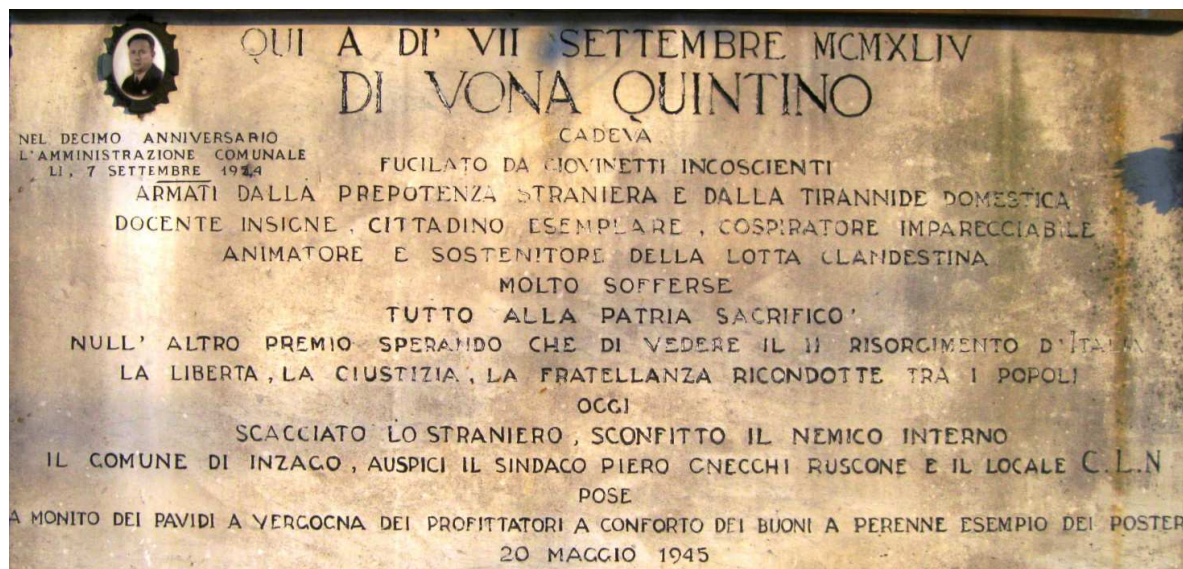 QUI A DI' VII SETTEMBRE MCMXLIV
DI VONA QUINTINO
CADEVA
NEL DECIMO ANNIVERSARIO
L'AMMINISTRAZIONE COMUNALE
LI, 7 SETTEMBRE 1954
FUCILATO DA GIOVINETTI INCOSCIENTI
ARMATI DALLA PREPOTENZA STRANIERA E DALLA TIRANNIDE DOMESTICA
DOCENTE INSIGNE, CITTADINO ESEMPLARE, COSPIRATORE IMPARECCIABILE
ANIMATORE E SOSTENITORE DELLA LOTTA CLANDESTINA
MOLTO SOFFERSE
TUTTO ALLA PATRIA SACRIFICO'
NULL' ALTRO PREMIO SPERANDO CHE DI VEDERE IL II RISORGIMENTO D'ITALIA
LA LIBERTA, LA GIUSTIZIA, LA FRATELLANZA RICONDOTTE TRA I POPOLI
OGGI
SCACCIATO LO STRANIERO, SCONFITTO IL NEMICO INTERNO
IL COMUNE DI INZAGO, AUSPICI IL SINDACO PIERO GNECCHI RUSCONE E IL LOCALE C.L.N
POSE
A MONITO DEI PAVIDI A VERGOGNA DEI PROFITTATORI A CONFORTO DEI BUONI A PERENNE ESEMPIO DEI POSTERI
20 MAGGIO 1945